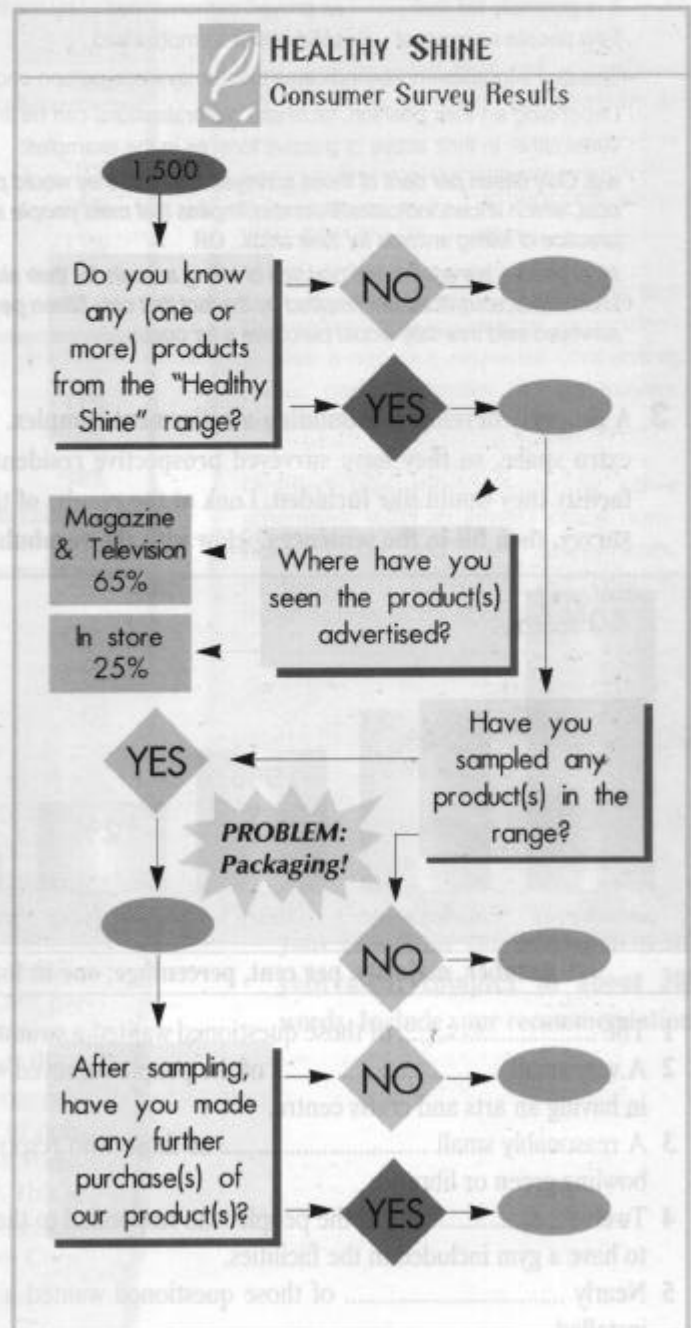 HEALTHY SHINE
Consumer Survey Results
1,500
Do you know
any (one or
more) products
from the "Healthy
Shine" range?
NO
YES
Magazine
& Television
65%
In store
25%
Where have you
seen the product(s)
advertised?
Have you
sampled any
product(s) in the
range?
YES
PROBLEM:
Packaging!
NO
After sampling,
have you made
any further
purchase(s) of
our product(s)?
NO
YES